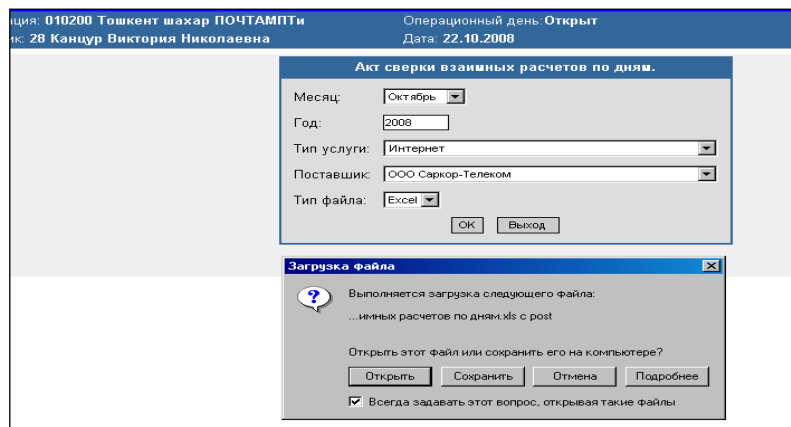 ция: 010200 Тошкент шахар ПОЧТАМПТи
Операционный день:Открыт
ик: 28 Канцур Виктория Николаевна
Дата: 22.10.2008
Акт сверки взаимных расчетов по дням.
Месяц: Октябрь
Год: 2008
Тип услуги: Интернет
Поставшик: ООО Саркор-Телеком
Тип файла: Excel
OK Выход
Загрузка файла
Выполняется загрузка следующего файла:
...имных расчетов по дням.xls с post
Открыть этот файл или сохранить его на компьютере?
Открыть Сохранить Отмена Подробнее
Всегда задавать этот вопрос, открывая такие файлы